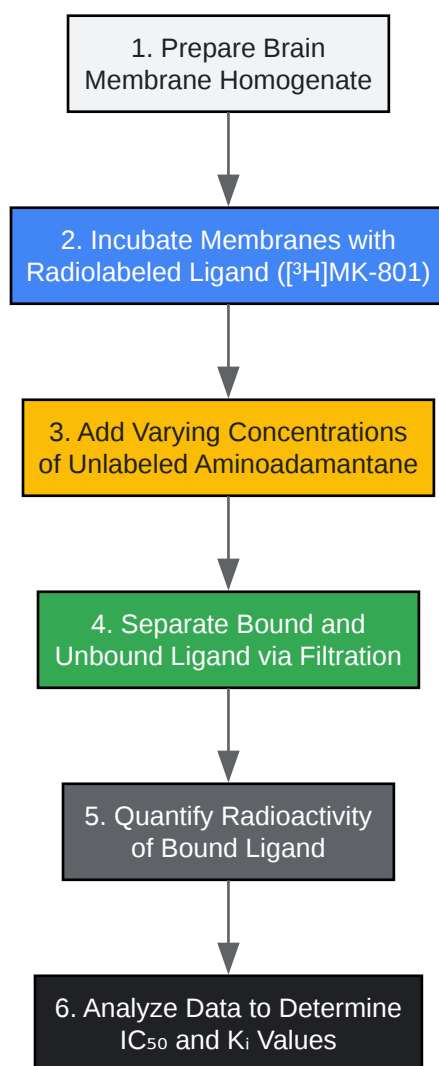 1. Prepare Brain
Membrane Homogenate
2. Incubate Membranes with
Radiolabeled Ligand ([³H]MK-801)
3. Add Varying Concentrations
of Unlabeled Aminoadamantane
4. Separate Bound and
Unbound Ligand via Filtration
5. Quantify Radioactivity
of Bound Ligand
6. Analyze Data to Determine
IC₅₀ and Kᵢ Values